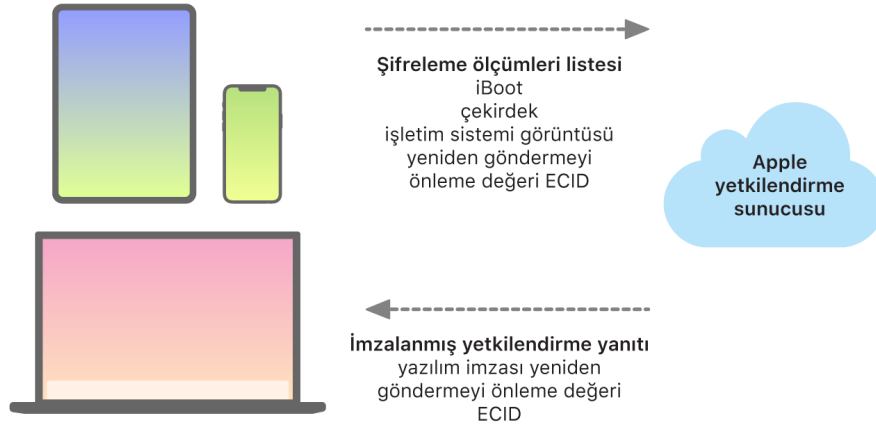 Şifreleme ölçümleri listesi
iBoot
çekirdek
işletim sistemi görüntüsü
yeniden göndermeyi
önleme değeri ECID
Apple
yetkilendirme
sunucusu
İmzalanmış yetkilendirme yanıtı
yazılım imzası yeniden
göndermeyi önleme değeri
ECID